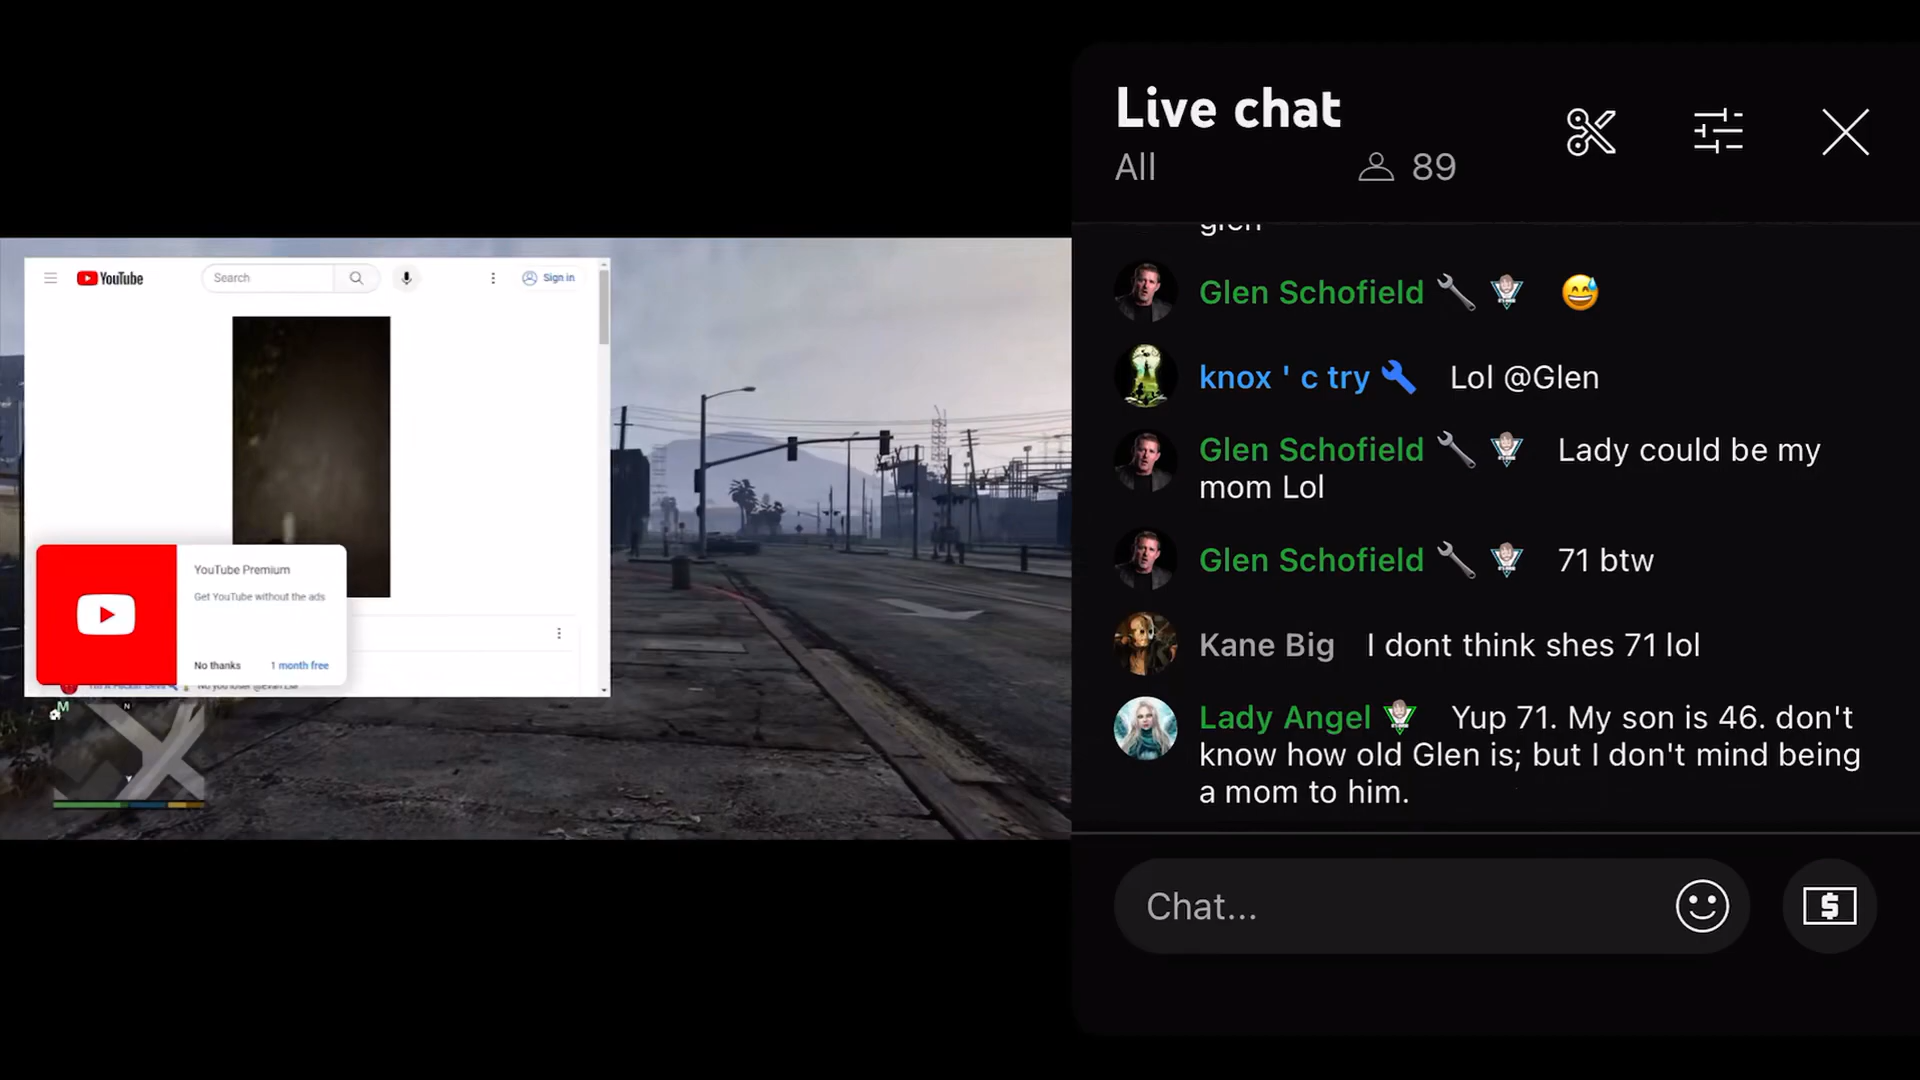 YouTube
Search
Sign in
YouTube Premium
Get YouTube without the ads
No thanks
1 month free
M
N
Live chat
All
89
glen
Glen Schofield
Glen Schofield 😅
knox ' c try Lol @Glen
Glen Schofield Lady could be my
mom Lol
Glen Schofield 71 btw
Kane Big I dont think shes 71 lol
Lady Angel Yup 71. My son is 46. don't
know how old Glen is; but I don't mind being
a mom to him.
Chat...
$